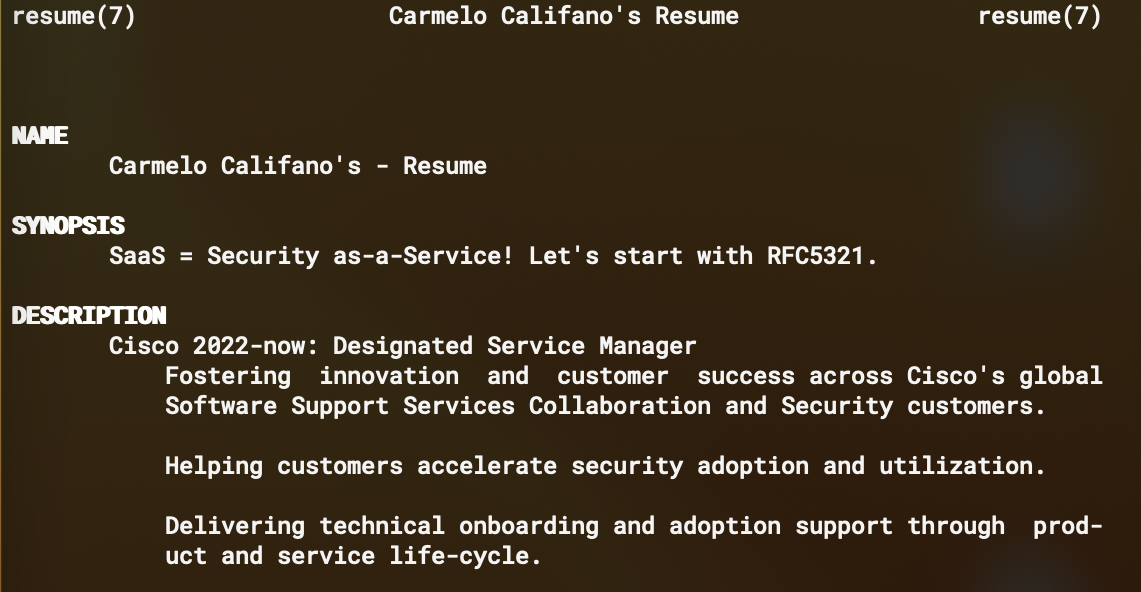 resume(7) Carmelo Califano's Resume resume(7)
NAME
Carmelo Califano's - Resume
SYNOPSIS
SaaS = Security as-a-Service! Let's start with RFC5321.
DESCRIPTION
Cisco 2022-now: Designated Service Manager
Fostering innovation and customer success across Cisco's global
Software Support Services Collaboration and Security customers.
Helping customers accelerate security adoption and utilization.
Delivering technical onboarding and adoption support through prod-
uct and service life-cycle.